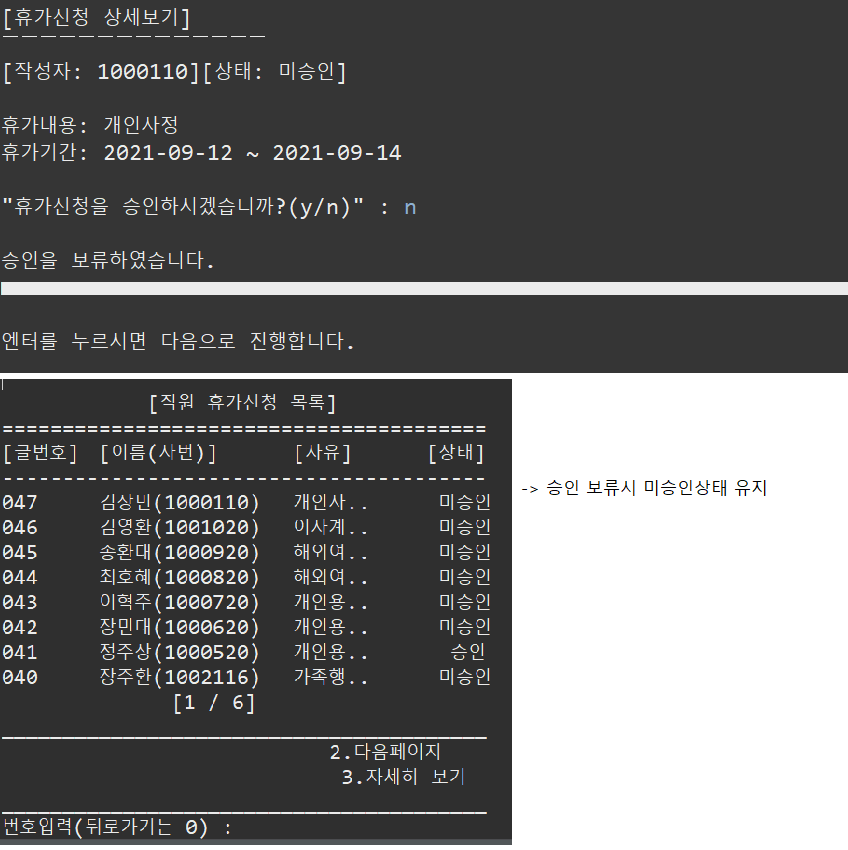 [휴가신청 상세보기]
――――――――――――――
[작성자: 1000110][상태: 미승인]
휴가내용: 개인사정
휴가기간: 2021-09-12 ~ 2021-09-14
"휴가신청을 승인하시겠습니까?(y/n)" : n
승인을 보류하였습니다.
엔터를 누르시면 다음으로 진행합니다.
[직원 휴가신청 목록]
========================================
[글번호] [이름(사번)] [사유] [상태]
----------------------------------------
047 김상민(1000110) 개인사.. 미승인
046 김영환(1001020) 이사계.. 미승인
045 송환대(1000920) 해외여.. 미승인
044 최호혜(1000820) 해외여.. 미승인
043 이혁주(1000720) 개인용.. 미승인
042 장민대(1000620) 개인용.. 미승인
041 정주상(1000520) 개인용.. 승인
040 장주환(1002116) 가족행.. 미승인
[1 / 6]
________________________________________
2.다음페이지
3.자세히 보기
________________________________________
번호입력(뒤로가기는 0) :
-> 승인 보류시 미승인상태 유지